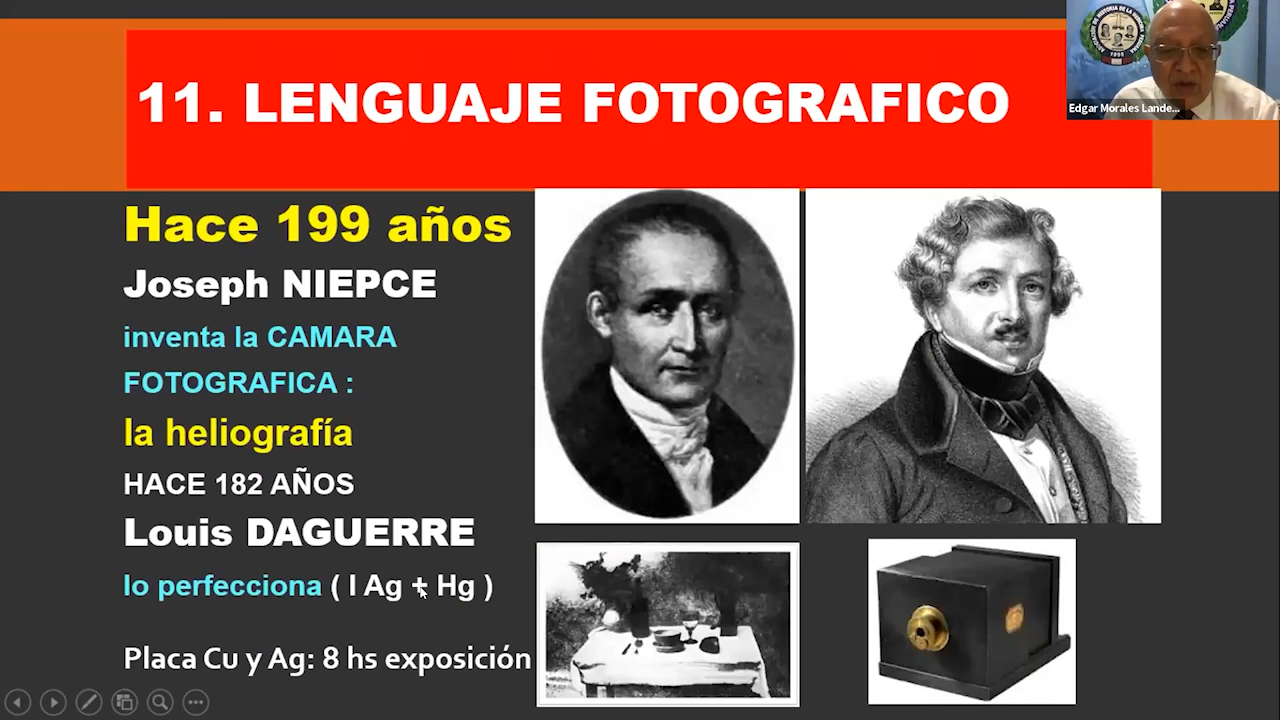 11. LENGUAJE FOTOGRAFICO
Edgar Morales Lande...
Hace 199 años
Joseph NIEPCE
inventa la CAMARA
FOTOGRAFICA :
la heliografía
HACE 182 AÑOS
Louis DAGUERRE
lo perfecciona ( I Ag + Hg )
Placa Cu y Ag: 8 hs exposición